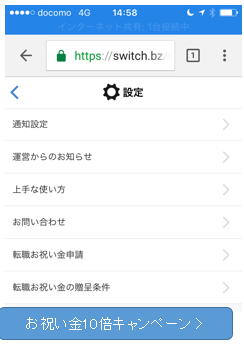 docomo 4G 14:58
インターネット共有: 1台接続中
https://switch.bz/ 1
設定
通知設定
運営からのお知らせ
上手な使い方
お問い合わせ
転職お祝い金申請
転職お祝い金の贈呈条件
お祝い金10倍キャンペーン